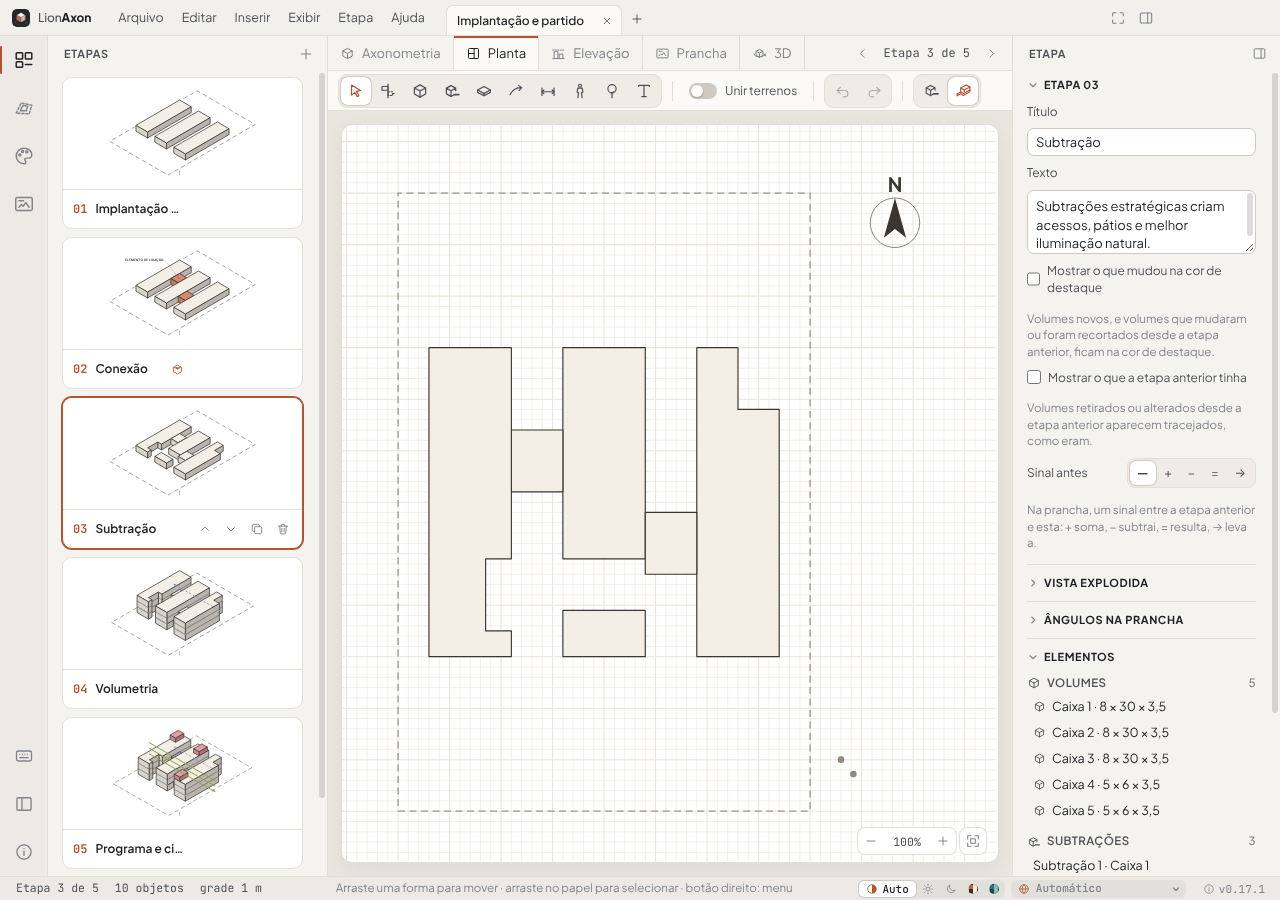 LionAxon Arquivo Editar Inserir Exibir Etapa Ajuda Implantação e partido
ETAPAS
01 Implantação ...
ELEMENTO DE LIGAÇÃO
02 Conexão
03 Subtração
04 Volumetria
05 Programa e ci...
Axonometria Planta Elevação Prancha 3D Etapa 3 de 5
Unir terrenos
N
100%
ETAPA
ETAPA 03
Título
Subtração
Texto
Subtrações estratégicas criam
acessos, pátios e melhor
iluminação natural.
Mostrar o que mudou na cor de
destaque
Volumes novos, e volumes que mudaram
ou foram recortados desde a etapa
anterior, ficam na cor de destaque.
Mostrar o que a etapa anterior tinha
Volumes retirados ou alterados desde a
etapa anterior aparecem tracejados,
como eram.
Sinal antes — + − = →
Na prancha, um sinal entre a etapa anterior
e esta: + soma, − subtrai, = resulta, → leva
a.
VISTA EXPLODIDA
ÂNGULOS NA PRANCHA
ELEMENTOS
VOLUMES 5
Caixa 1 · 8 × 30 × 3,5
Caixa 2 · 8 × 30 × 3,5
Caixa 3 · 8 × 30 × 3,5
Caixa 4 · 5 × 6 × 3,5
Caixa 5 · 5 × 6 × 3,5
SUBTRAÇÕES 3
Subtração 1 · Caixa 1
Etapa 3 de 5 10 objetos grade 1 m Arraste uma forma para mover · arraste no papel para selecionar · botão direito: menu Auto Automático v0.17.1